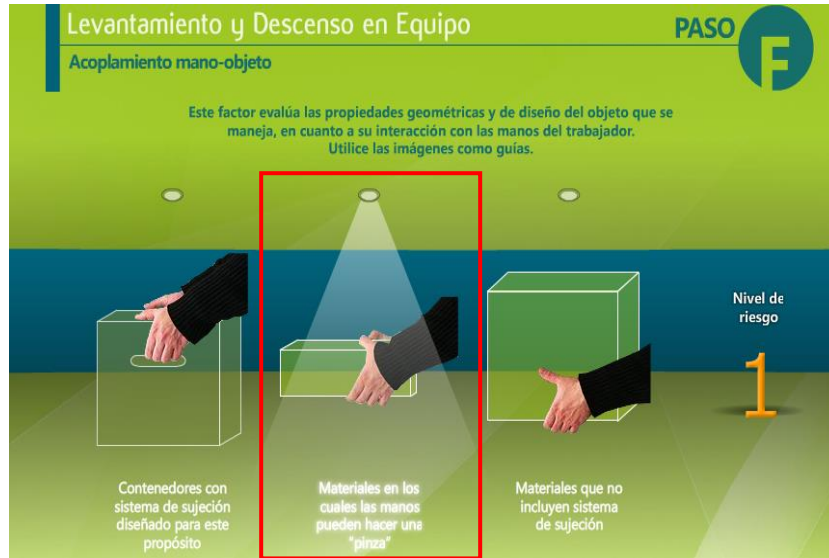 Levantamiento y Descenso en Equipo
PASO
F
Acoplamiento mano-objeto
Este factor evalúa las propiedades geométricas y de diseño del objeto que se
maneja, en cuanto a su interacción con las manos del trabajador.
Utilice las imágenes como guías.
Nivel de
riesgo
1
Contenedores con
sistema de sujeción
diseñado para este
propósito
Materiales en los
cuales las manos
pueden hacer una
"pinza"
Materiales que no
incluyen sistema
de sujeción